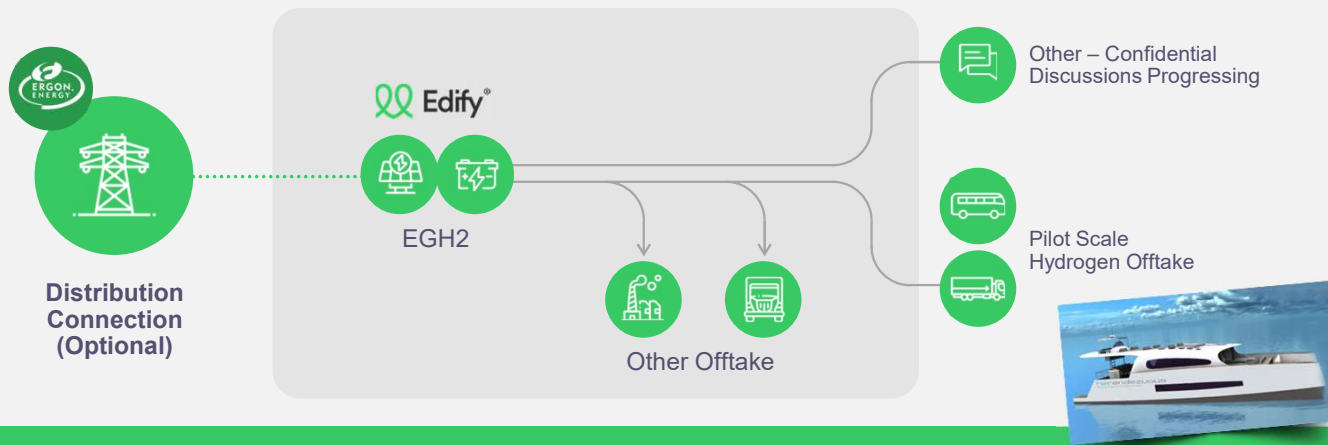 ERGON.
ENERGY
Edify®
EGH2
Distribution
Connection
(Optional)
Other Offtake
Other – Confidential
Discussions Progressing
Pilot Scale
Hydrogen Offtake